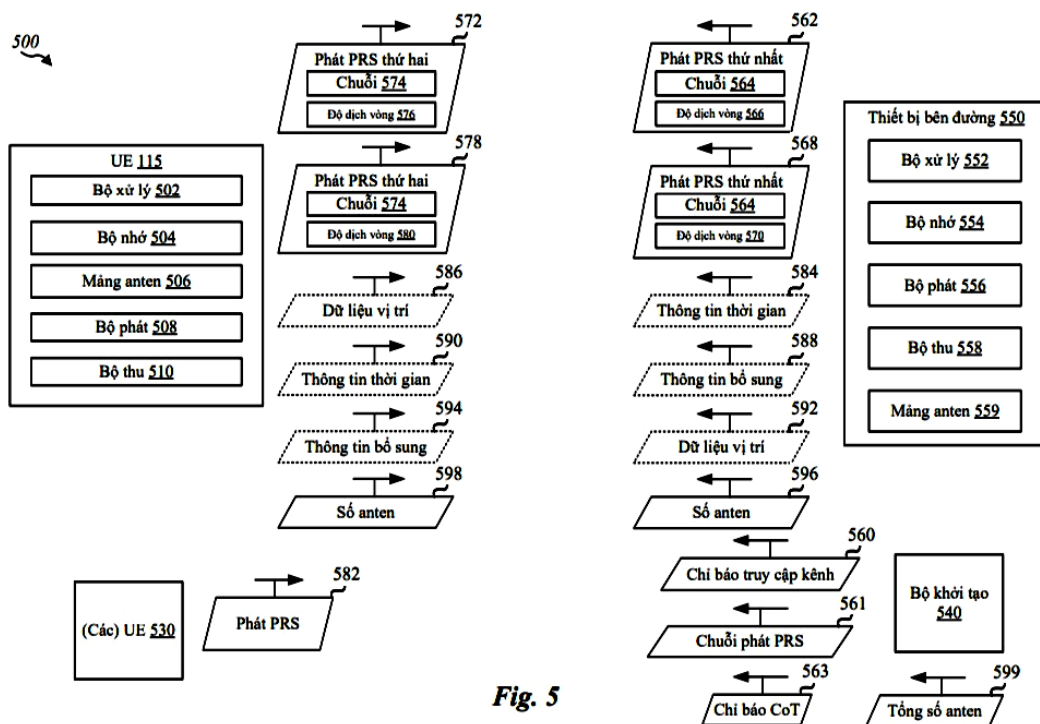 500
UE 115
Bộ xử lý 502
Bộ nhớ 504
Mảng anten 506
Bộ phát 508
Bộ thu 510
572
Phát PRS thứ hai
Chuỗi 574
Độ dịch vòng 576
578
Phát PRS thứ hai
Chuỗi 574
Độ dịch vòng 580
586
Dữ liệu vị trí
590
Thông tin thời gian
594
Thông tin bổ sung
598
Số anten
562
Phát PRS thứ nhất
Chuỗi 564
Độ dịch vòng 566
568
Phát PRS thứ nhất
Chuỗi 564
Độ dịch vòng 570
584
Thông tin thời gian
588
Thông tin bổ sung
592
Dữ liệu vị trí
596
Số anten
Thiết bị bên đường 550
Bộ xử lý 552
Bộ nhớ 554
Bộ phát 556
Bộ thu 558
Mảng anten 559
(Các) UE 530
582
Phát PRS
560
Chỉ báo truy cập kênh
561
Chuỗi phát PRS
563
Chỉ báo CoT
Bộ khởi tạo
540
599
Tổng số anten
Fig. 5